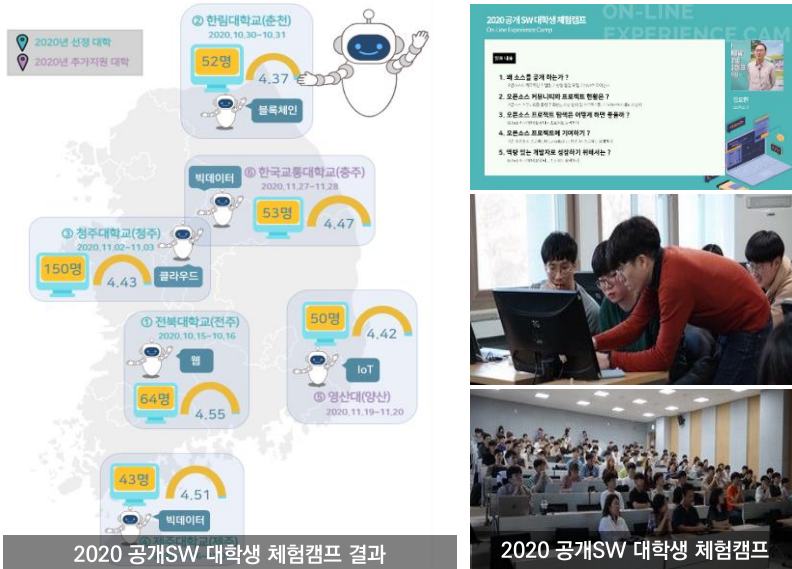 2020년 선정 대학
2020년 추가지원 대학
② 한림대학교(춘천)
2020.10.30~10.31
52명
4.37
블록체인
빅데이터
⑥ 한국교통대학교(충주)
2020.11.27~11.28
53명
4.47
③ 청주대학교(청주)
2020.11.02~11.03
150명
4.43
클라우드
① 전북대학교(전주)
2020.10.15~10.16
웹
64명
4.55
50명
4.42
IoT
⑤ 영산대(양산)
2020.11.19~11.20
43명
4.51
빅데이터
④ 제주대학교(제주)
2020 공개SW 대학생 체험캠프 결과
2020 공개SW 대학생 체험캠프
On-Line Experience Camp
ON-LINE
EXPERIENCE CAM
1. 왜 소스를 공개 하는가 ?
2. 오픈소스 커뮤니티와 프로젝트 현황은 ?
3. 오픈소스 프로젝트 탐색은 어떻게 하면 좋을까 ?
4. 오픈소스 프로젝트에 기여하기 ?
5. 역량 있는 개발자로 성장하기 위해서는 ?
2020 공개SW 대학생 체험캠프